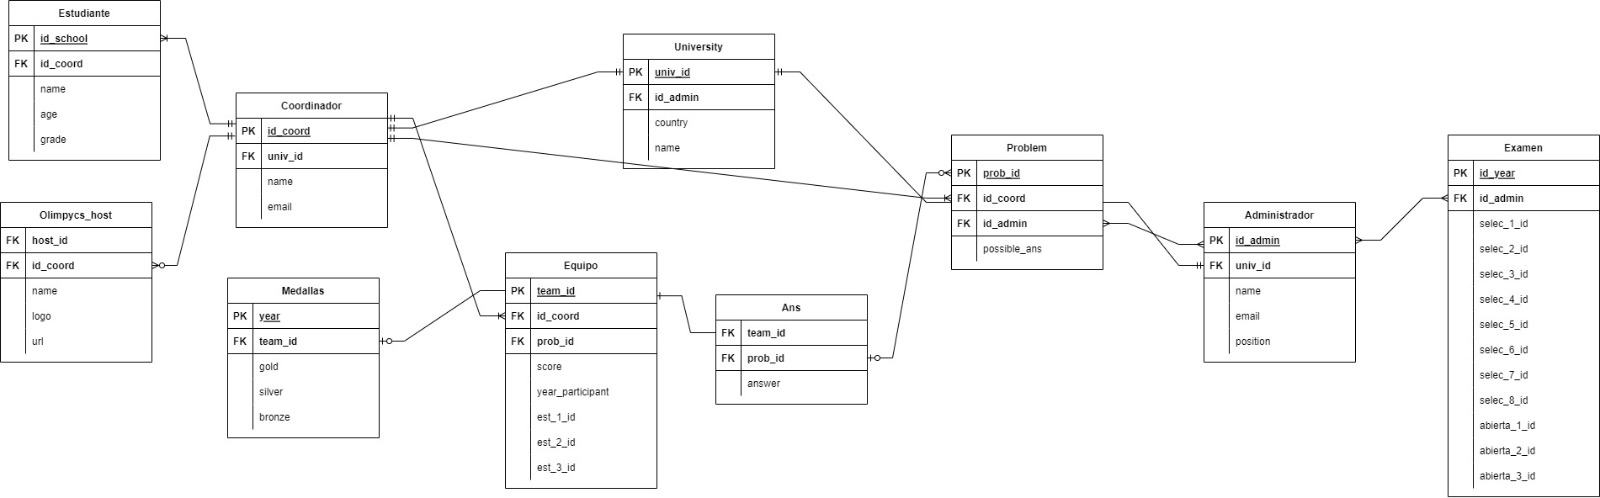 Estudiante
PK id_school
FK id_coord
name
age
grade
Olimpycs_host
FK host_id
FK id_coord
name
logo
url
Coordinador
PK id_coord
FK univ_id
name
email
Medallas
PK year
FK team_id
gold
silver
bronze
University
PK univ_id
FK id_admin
country
name
Equipo
PK team_id
FK id_coord
FK prob_id
score
year_participant
est_1_id
est_2_id
est_3_id
Ans
FK team_id
FK prob_id
answer
Problem
PK prob_id
FK id_coord
FK id_admin
possible_ans
Administrador
PK id_admin
FK univ_id
name
email
position
Examen
PK id_year
FK id_admin
selec_1_id
selec_2_id
selec_3_id
selec_4_id
selec_5_id
selec_6_id
selec_7_id
selec_8_id
abierta_1_id
abierta_2_id
abierta_3_id